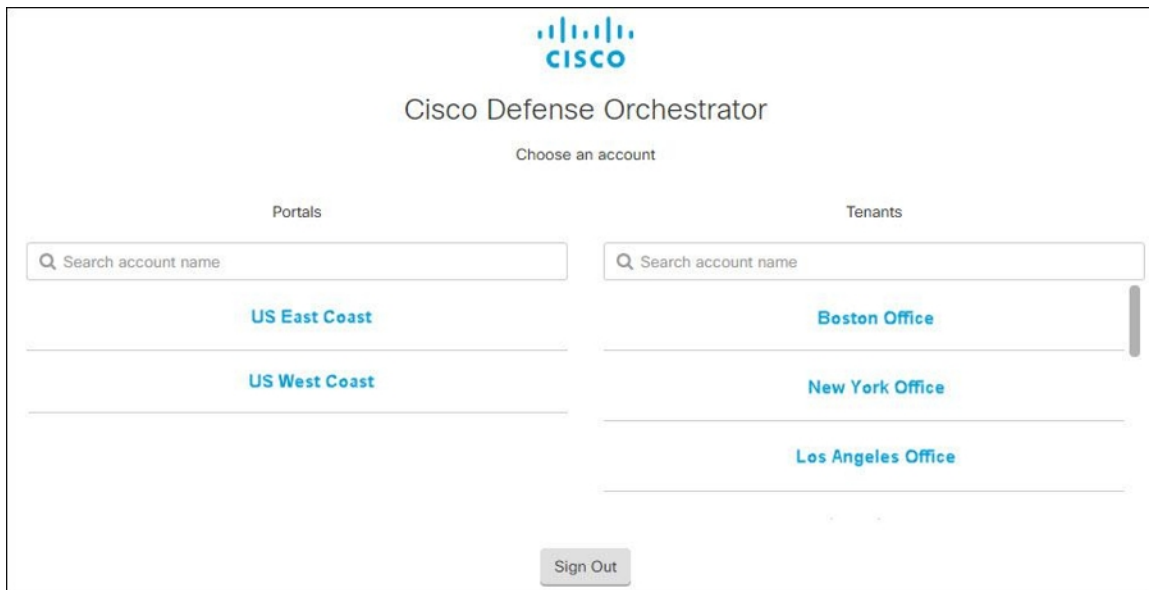 CISCO
Cisco Defense Orchestrator
Choose an account
Portals
Search account name
US East Coast
US West Coast
Tenants
Search account name
Boston Office
New York Office
Los Angeles Office
Sign Out